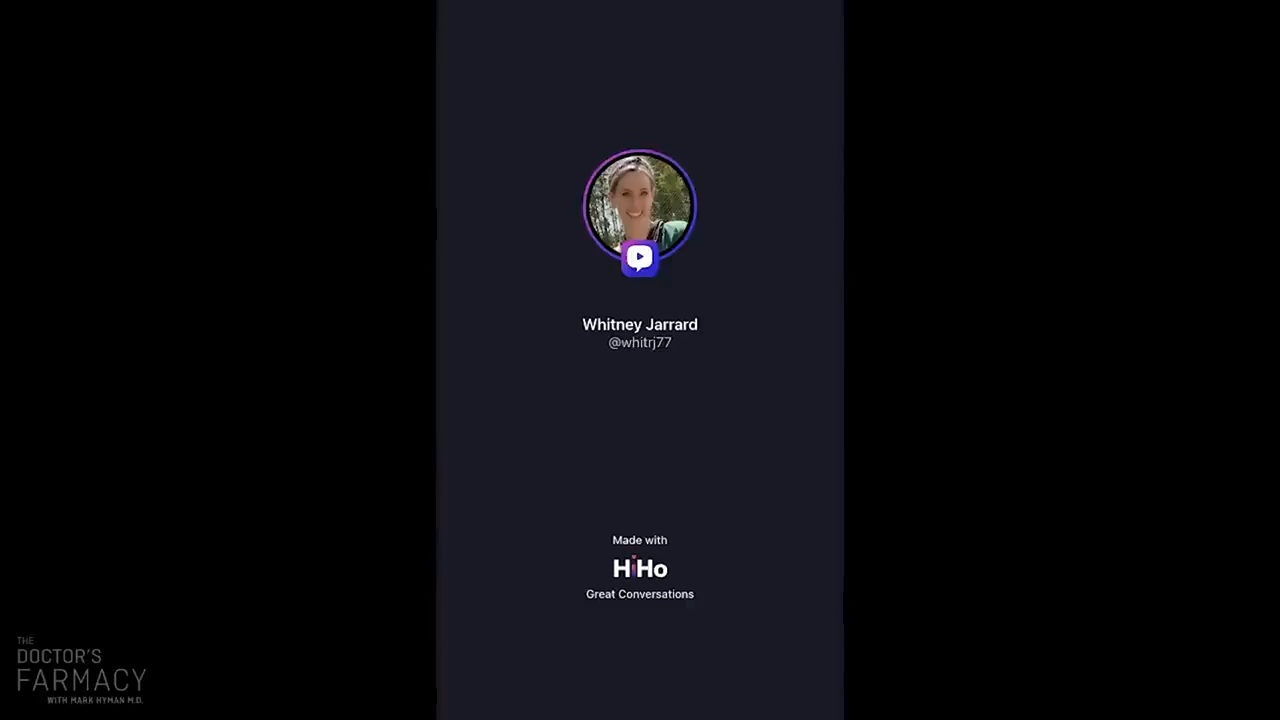 Whitney Jarrard
@whitrj77
Made with
HiHo
Great Conversations
THE
DOCTOR'S
FARMACY
WITH MARK HYMAN M.D.